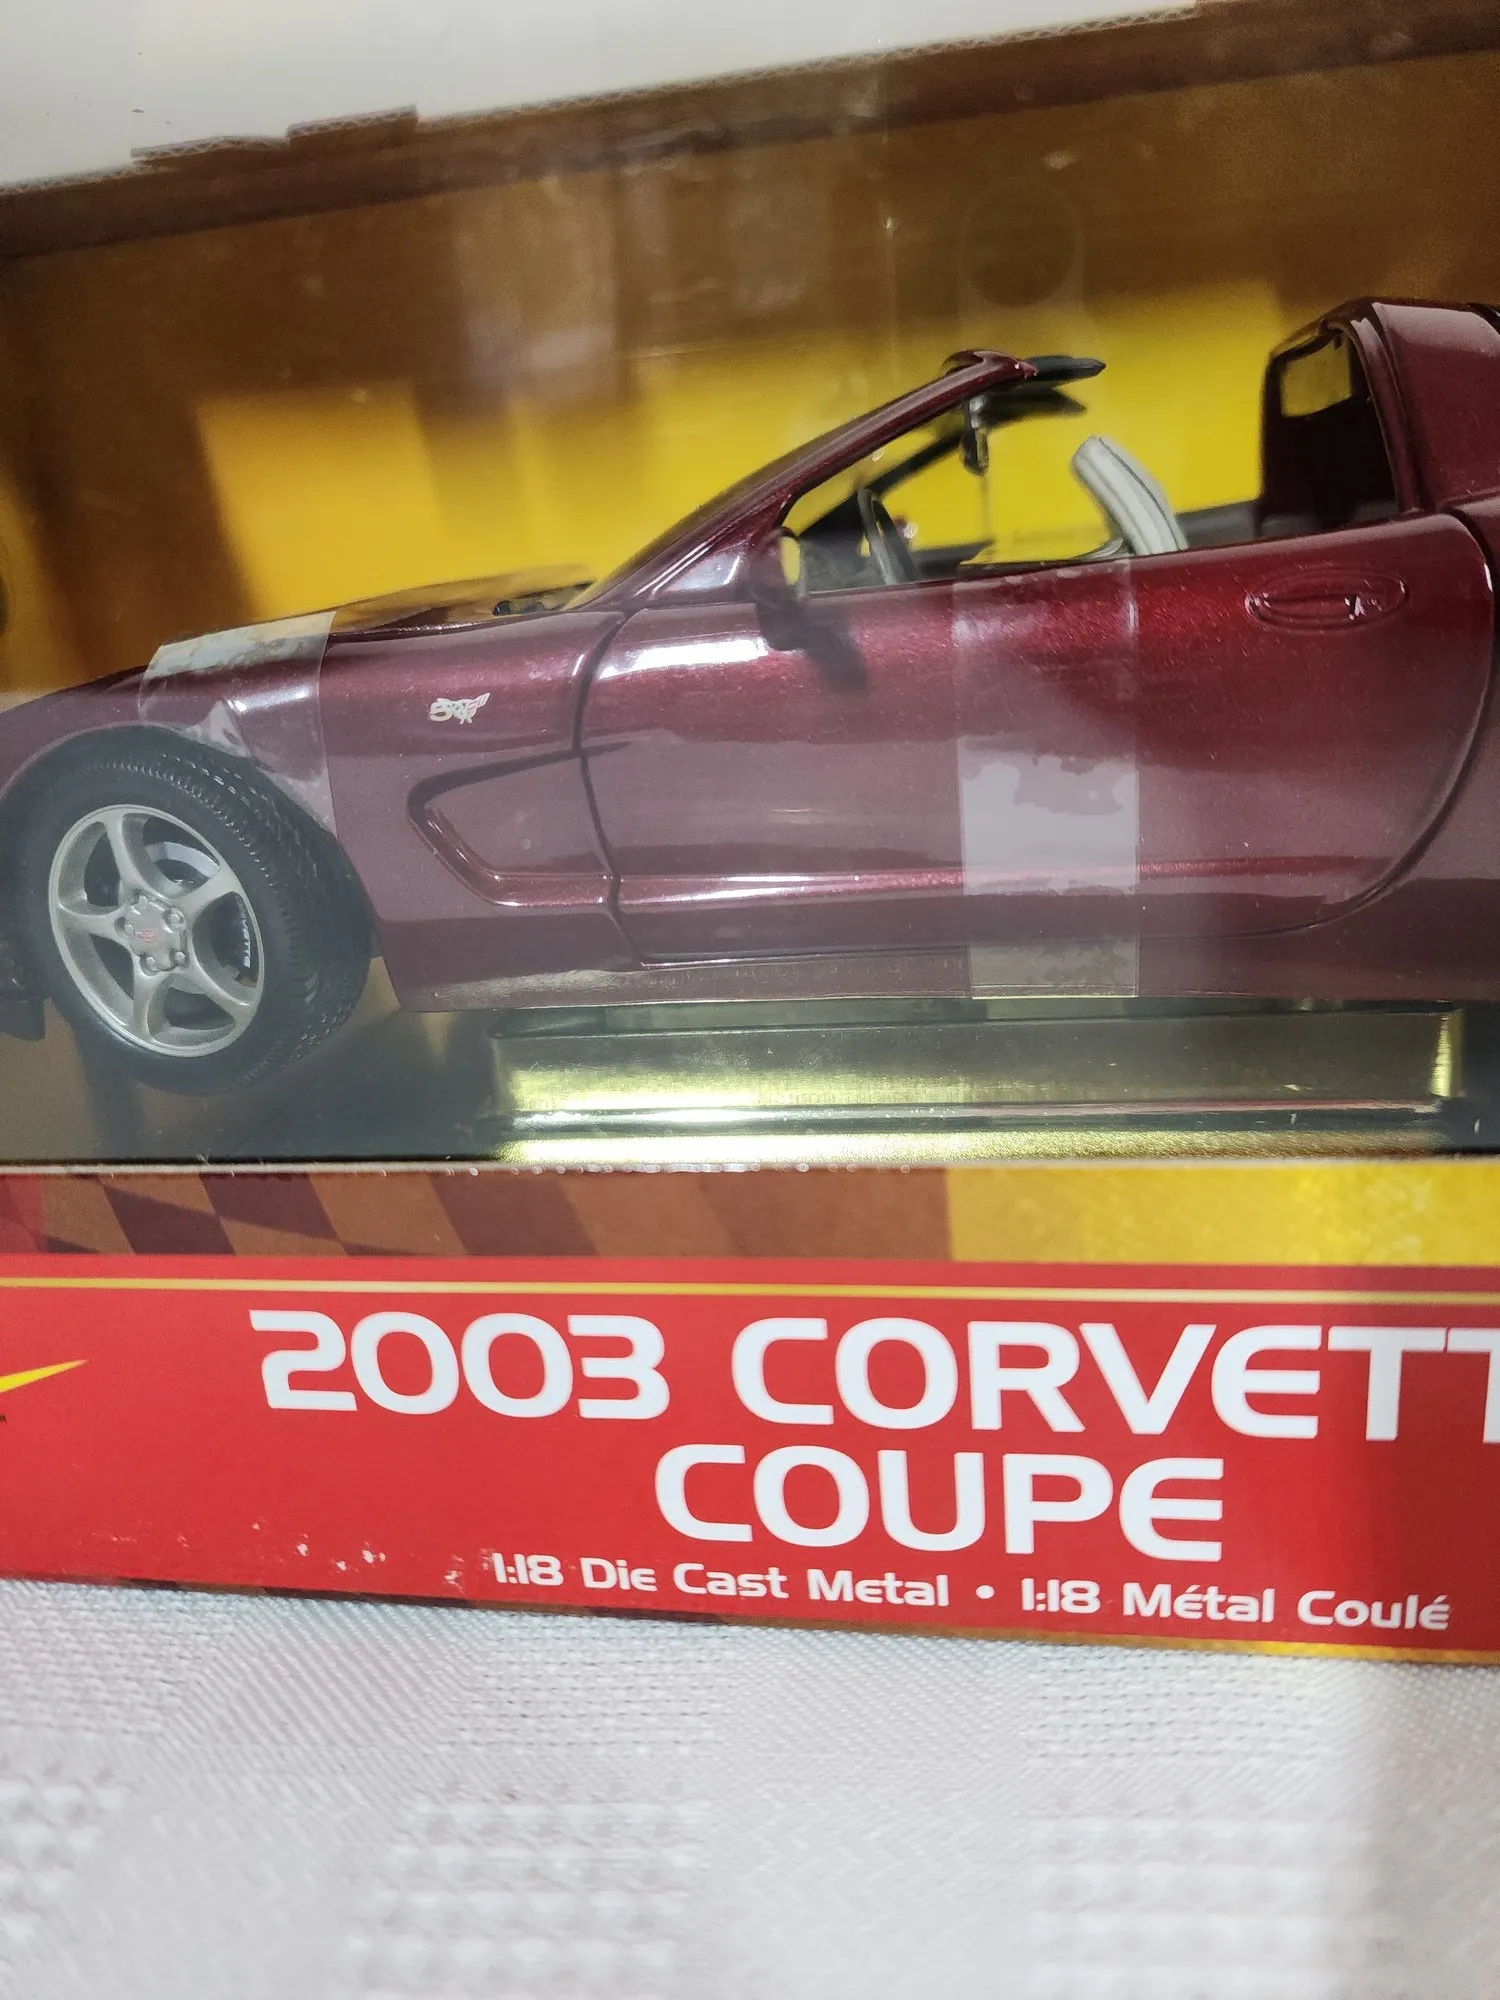 2003 CORVETT
COUPE
1:18 Die Cast Metal • 1:18 Métal Coulé